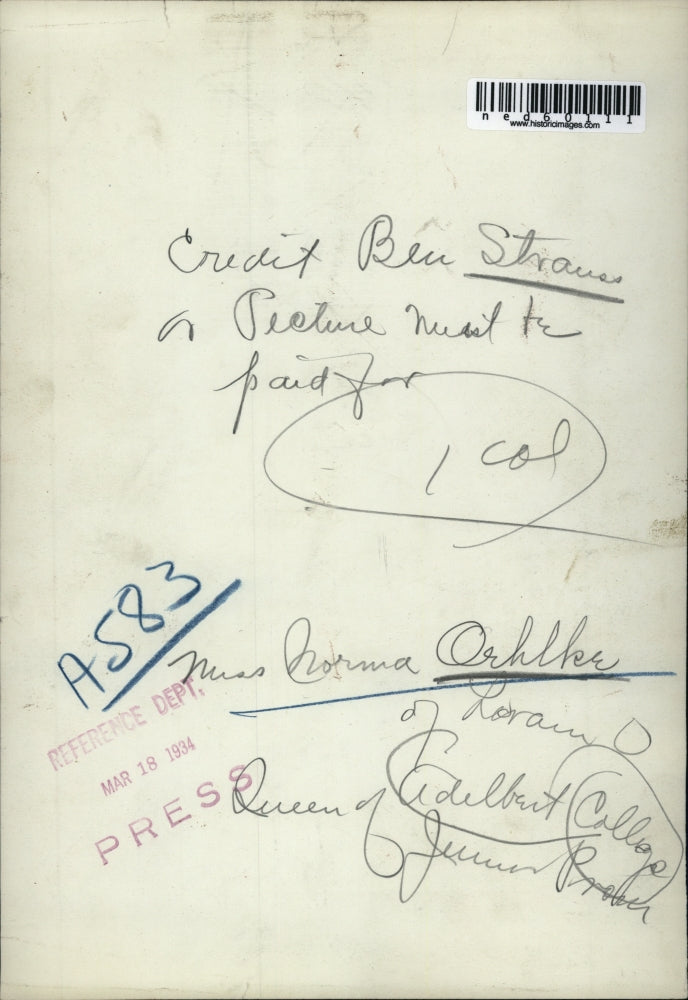 ned60111
www.historicimages.com
Credit Ben Strauss
or Picture must be
paid for
1 col
A583
Miss Norma Oehlke
of Lorain O
REFERENCE DEPT.
MAR 18 1934
PRESS
Queen of Adelbert College
Junior Prom